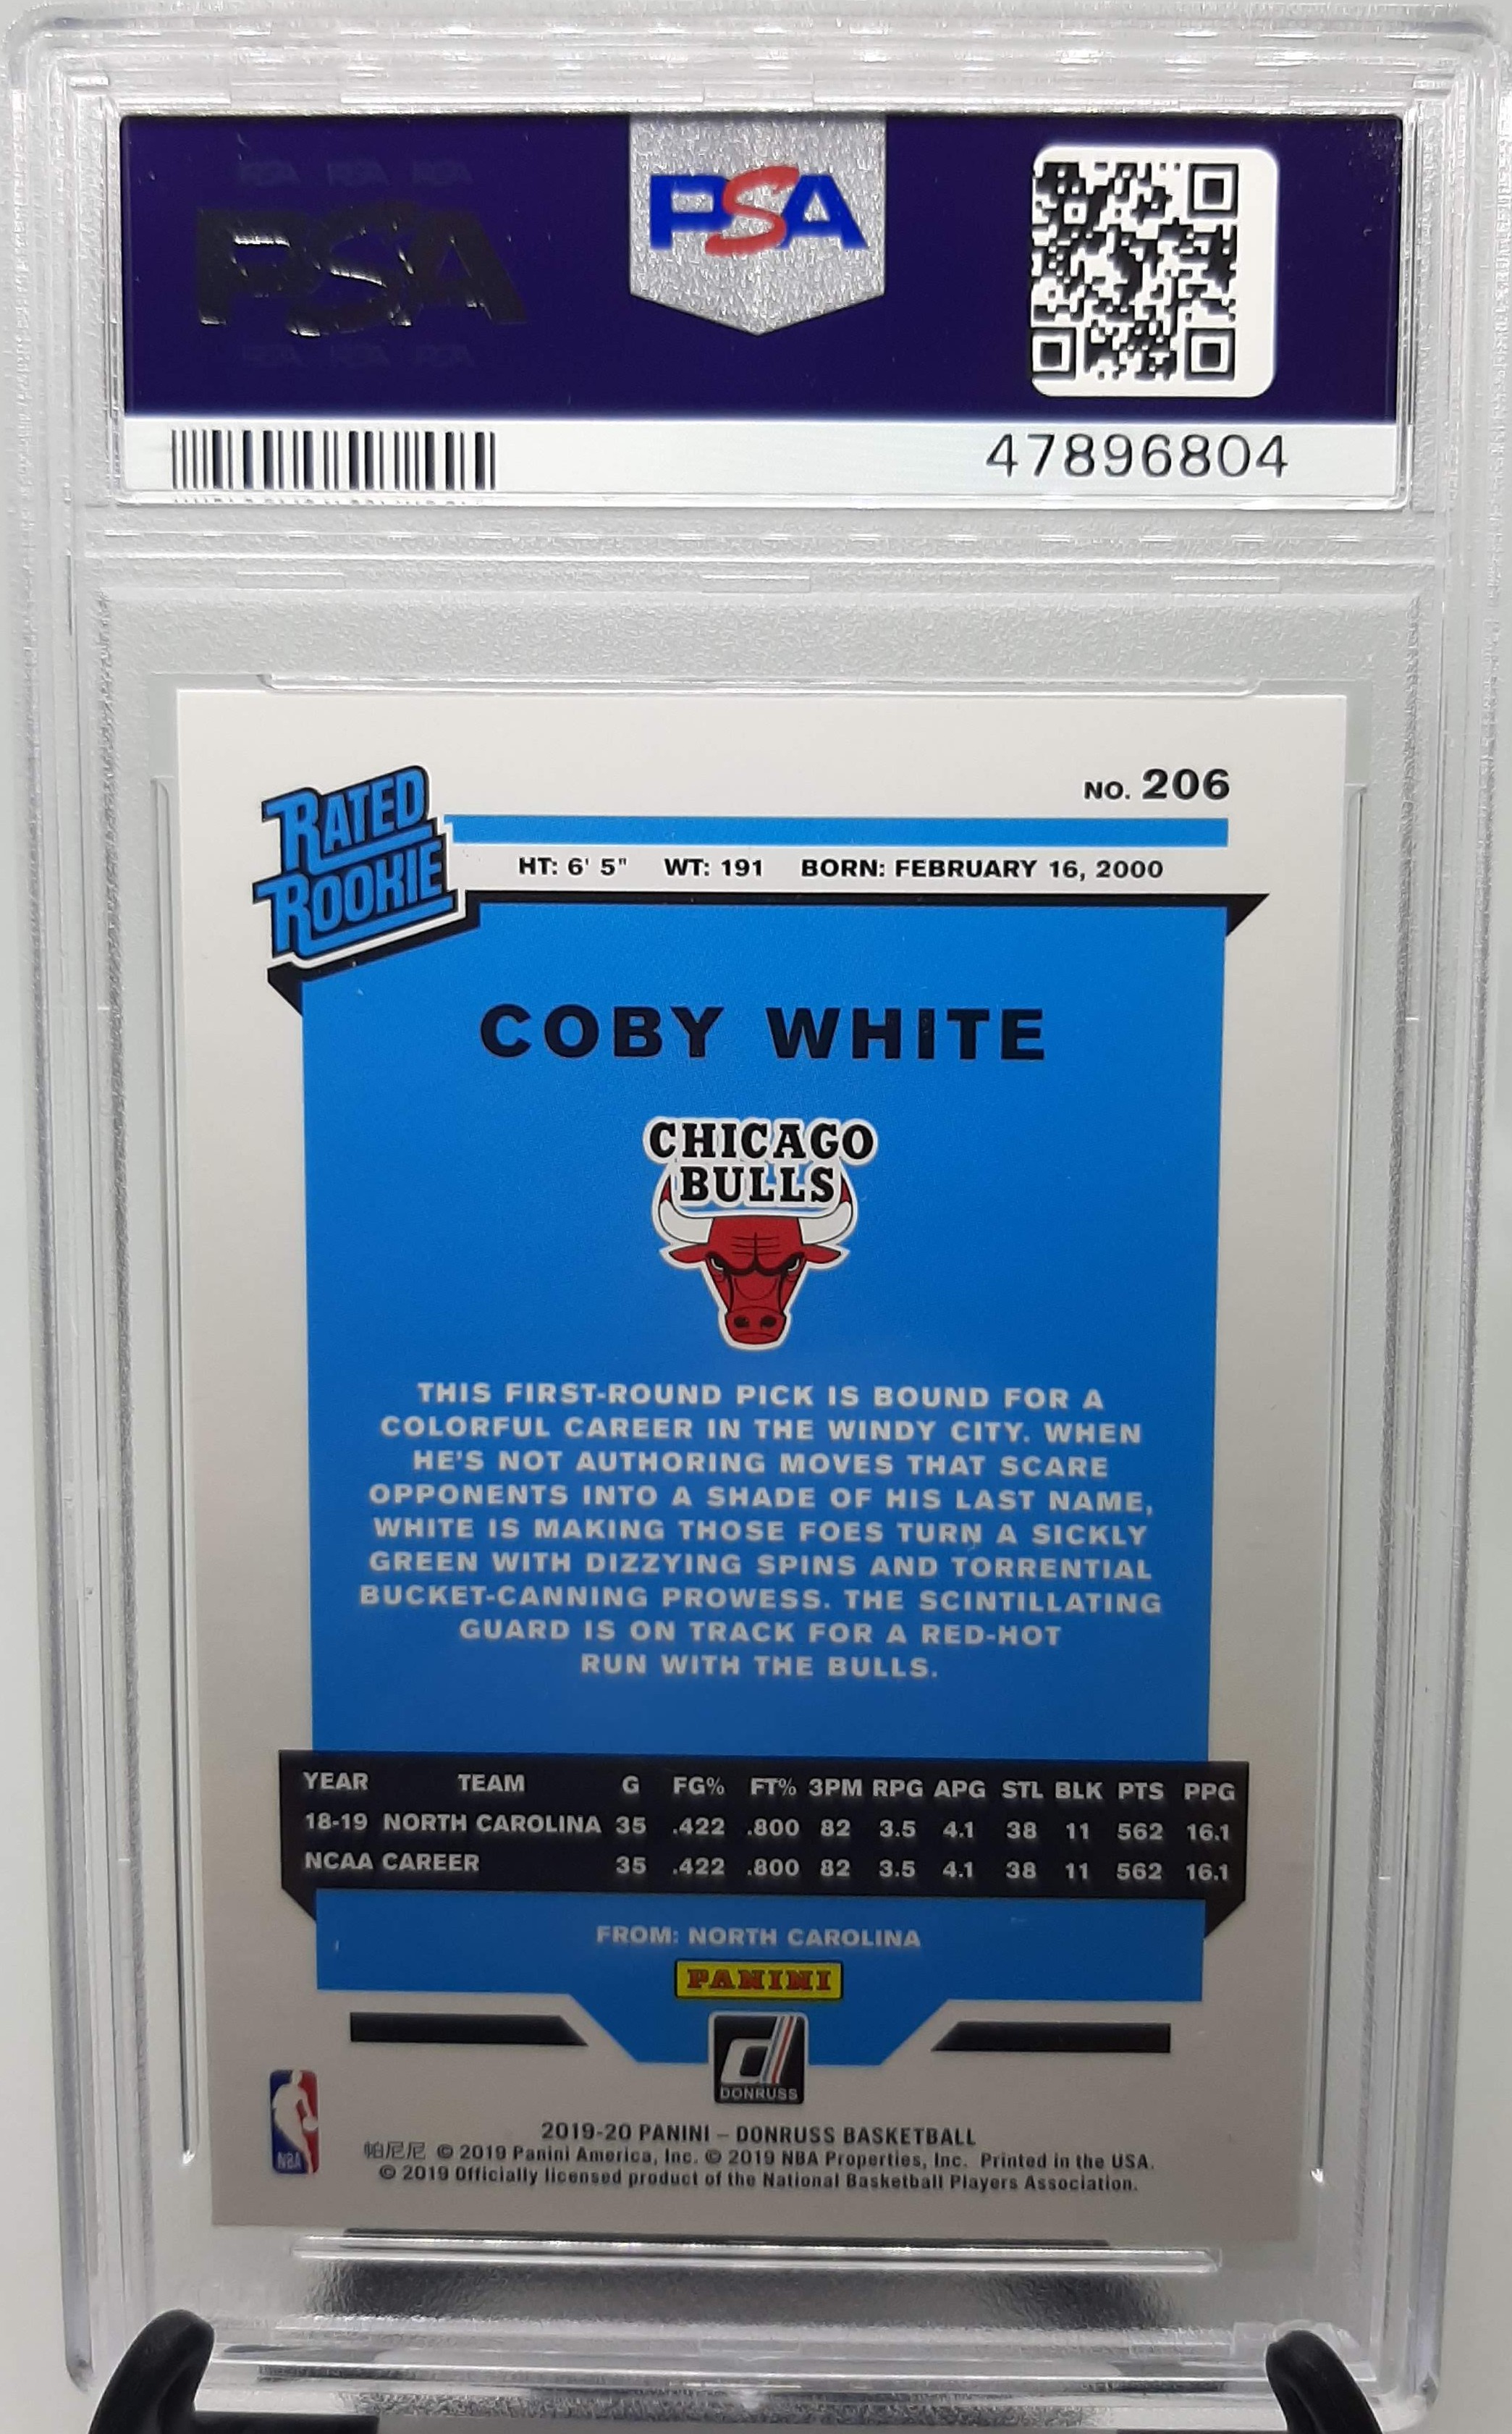 PSA
PSA PSA PSA
PSA
PSA PSA PSA
47896804
RATED
ROOKIE
NO. 206
HT: 6' 5" WT: 191 BORN: FEBRUARY 16, 2000
COBY WHITE
CHICAGO
BULLS
THIS FIRST-ROUND PICK IS BOUND FOR A
COLORFUL CAREER IN THE WINDY CITY. WHEN
HE'S NOT AUTHORING MOVES THAT SCARE
OPPONENTS INTO A SHADE OF HIS LAST NAME,
WHITE IS MAKING THOSE FOES TURN A SICKLY
GREEN WITH DIZZYING SPINS AND TORRENTIAL
BUCKET-CANNING PROWESS. THE SCINTILLATING
GUARD IS ON TRACK FOR A RED-HOT
RUN WITH THE BULLS.
YEAR TEAM G FG% FT% 3PM RPG APG STL BLK PTS PPG
18-19 NORTH CAROLINA 35 .422 .800 82 3.5 4.1 38 11 562 16.1
NCAA CAREER 35 .422 .800 82 3.5 4.1 38 11 562 16.1
FROM: NORTH CAROLINA
PANINI
d
DONRUSS
NBA
2019-20 PANINI – DONRUSS BASKETBALL
帕尼尼 © 2019 Panini America, Inc. © 2019 NBA Properties, Inc. Printed in the USA.
© 2019 Officially licensed product of the National Basketball Players Association.